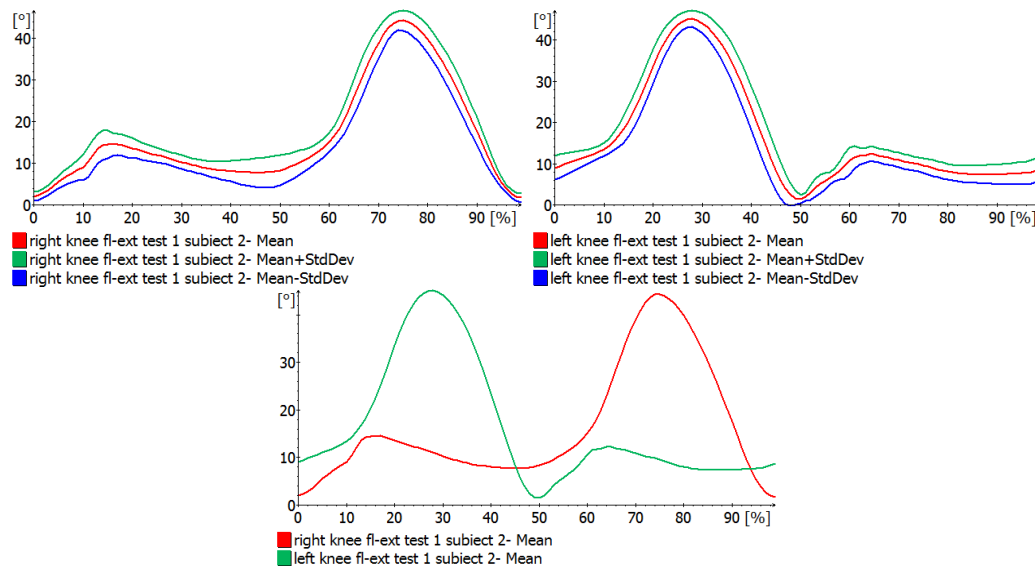 [°]
40
30
20
10
0
0 10 20 30 40 50 60 70 80 90 [%]
right knee fl-ext test 1 subiect 2- Mean
right knee fl-ext test 1 subiect 2- Mean+StdDev
right knee fl-ext test 1 subiect 2- Mean-StdDev
[°]
40
30
20
10
0
0 10 20 30 40 50 60 70 80 90 [%]
left knee fl-ext test 1 subiect 2- Mean
left knee fl-ext test 1 subiect 2- Mean+StdDev
left knee fl-ext test 1 subiect 2- Mean-StdDev
[°]
30
20
10
0
0 10 20 30 40 50 60 70 80 90 [%]
right knee fl-ext test 1 subiect 2- Mean
left knee fl-ext test 1 subiect 2- Mean